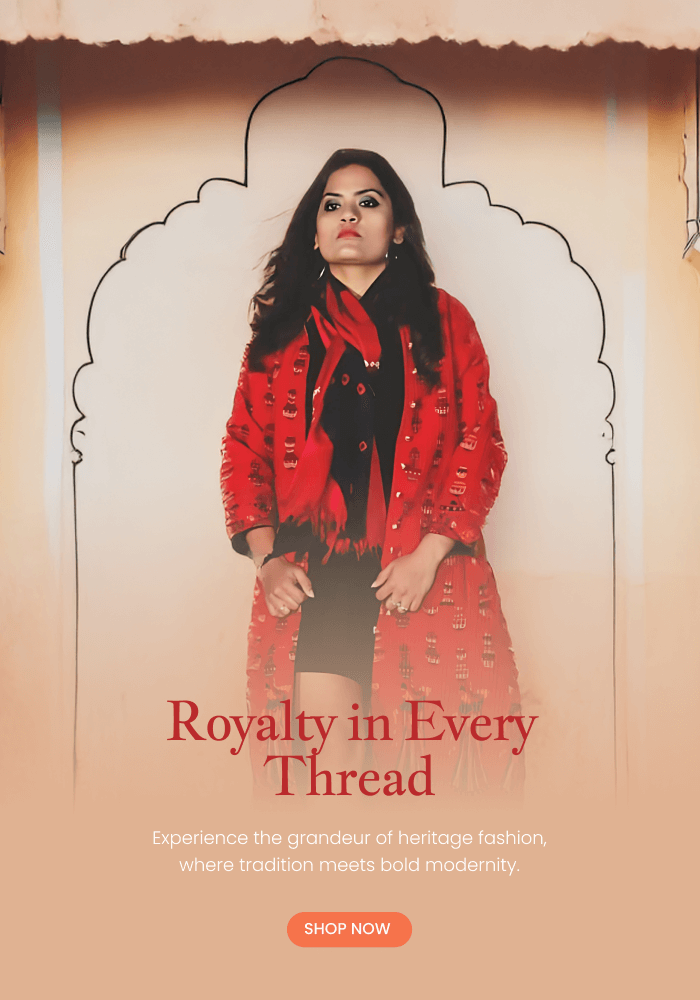 Royalty in Every
Thread
Experience the grandeur of heritage fashion,
where tradition meets bold modernity.
SHOP NOW